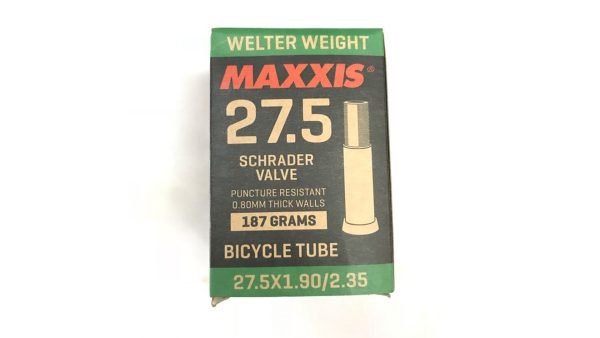 WELTER WEIGHT
MAXXIS®
27.5
SCHRADER
VALVE
PUNCTURE RESISTANT
0.80MM THICK WALLS
187 GRAMS
BICYCLE TUBE
27.5X1.90/2.35